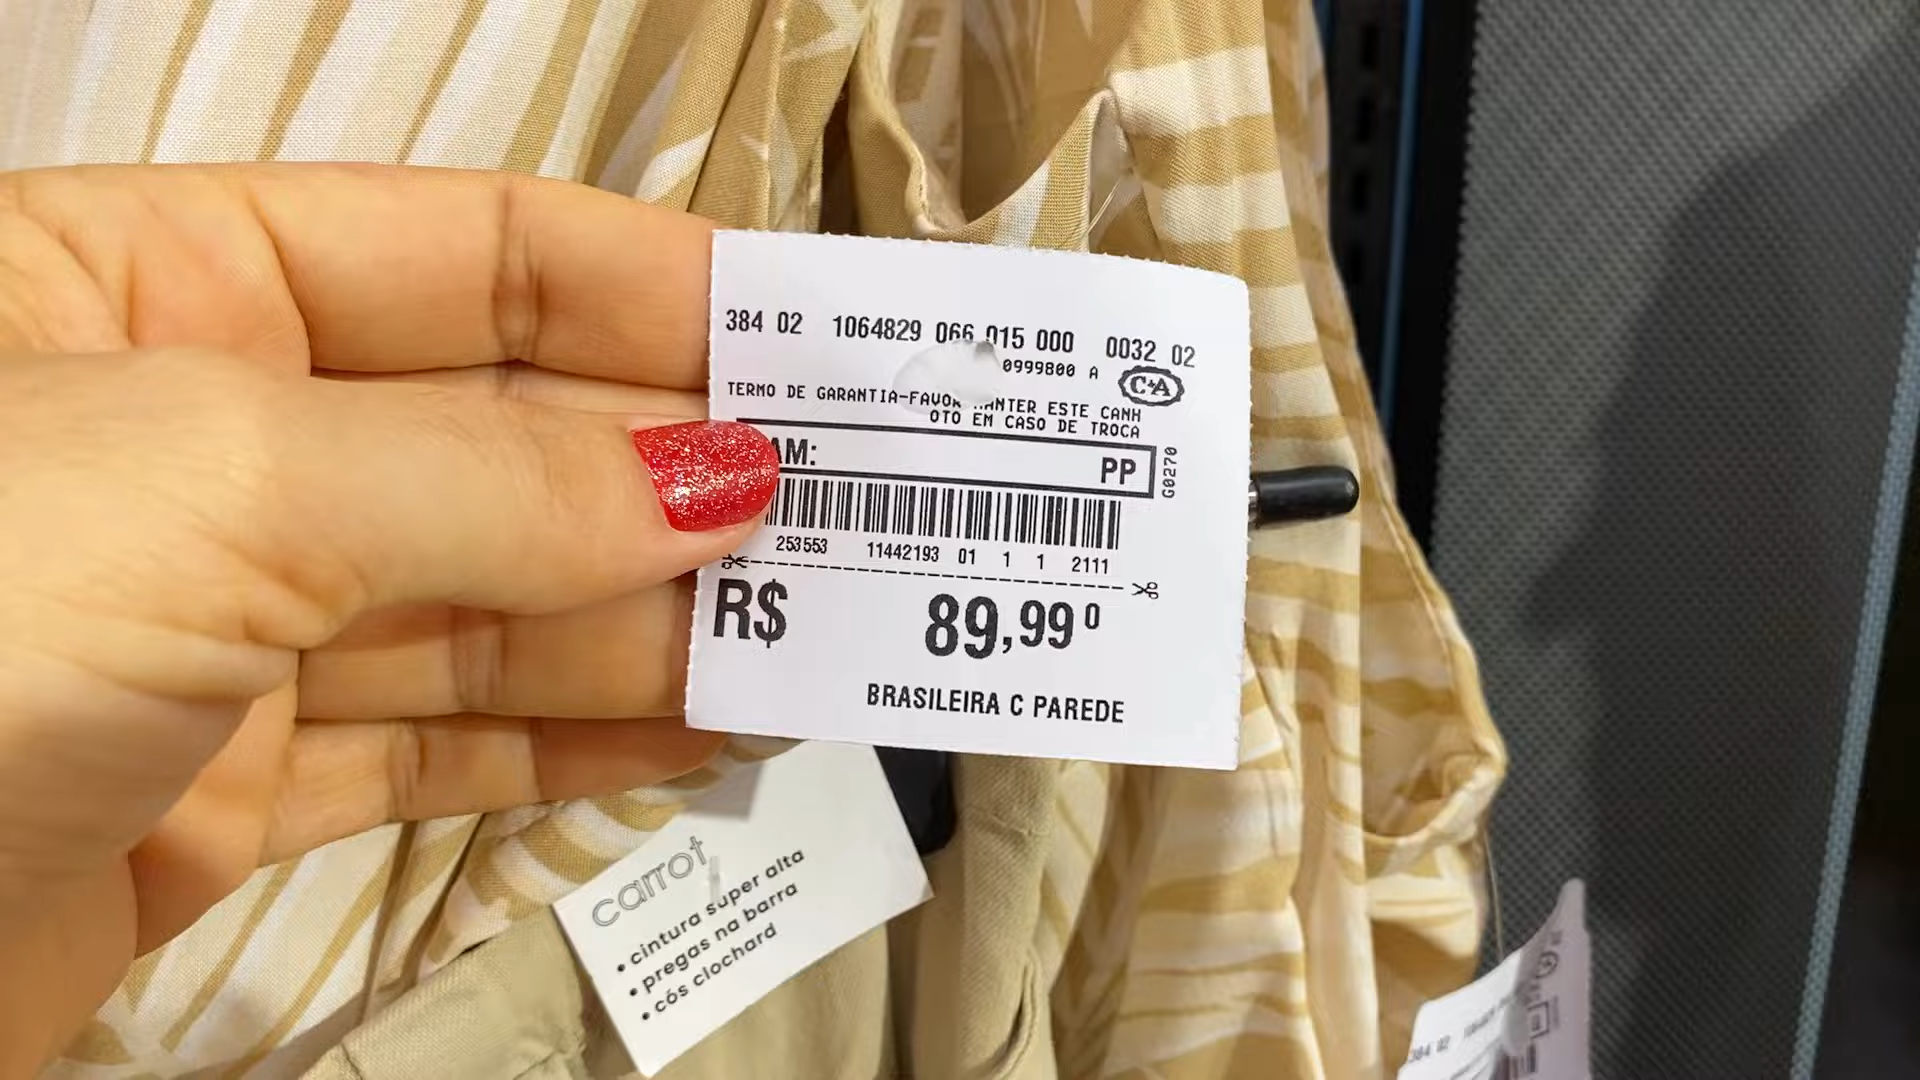 384 02 1064829 066 015 000 0032 02
0999800 A
C&A
TERMO DE GARANTIA-FAVOR MANTER ESTE CANH
OTO EM CASO DE TROCA
AM: PP
G0270
253553 11442193 01 1 1 2111
R$ 89,99 0
BRASILEIRA C PAREDE
carrot
• cintura super alta
• pregas na barra
• cós clochard
384 02